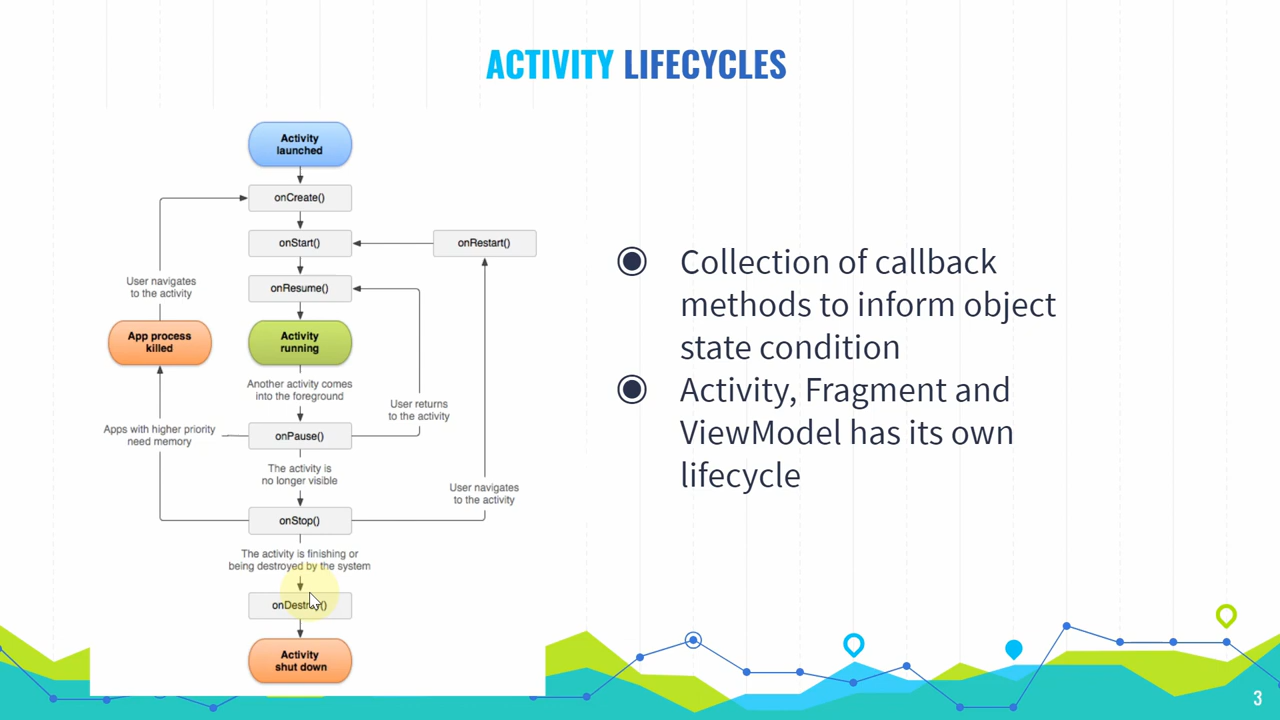 ACTIVITY LIFECYCLES
Activity
launched
onCreate()
onStart()
onRestart()
onResume()
User navigates
to the activity
App process
killed
Activity
running
Another activity comes
into the foreground
User returns
to the activity
Apps with higher priority
need memory
onPause()
The activity is
no longer visible
User navigates
to the activity
onStop()
The activity is finishing or
being destroyed by the system
onDestroy()
Activity
shut down
Collection of callback
methods to inform object
state condition
Activity, Fragment and
ViewModel has its own
lifecycle
3